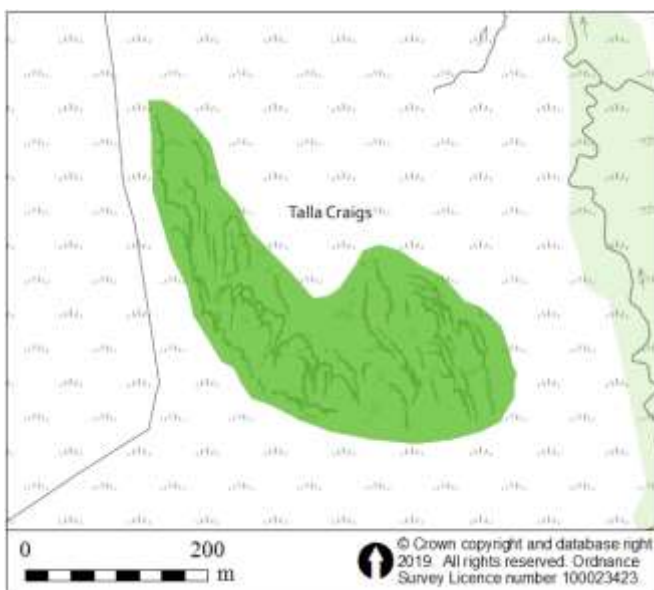 Talla Craigs
0 200
m
© Crown copyright and database right
2019. All rights reserved. Ordnance
Survey Licence number 100023423.